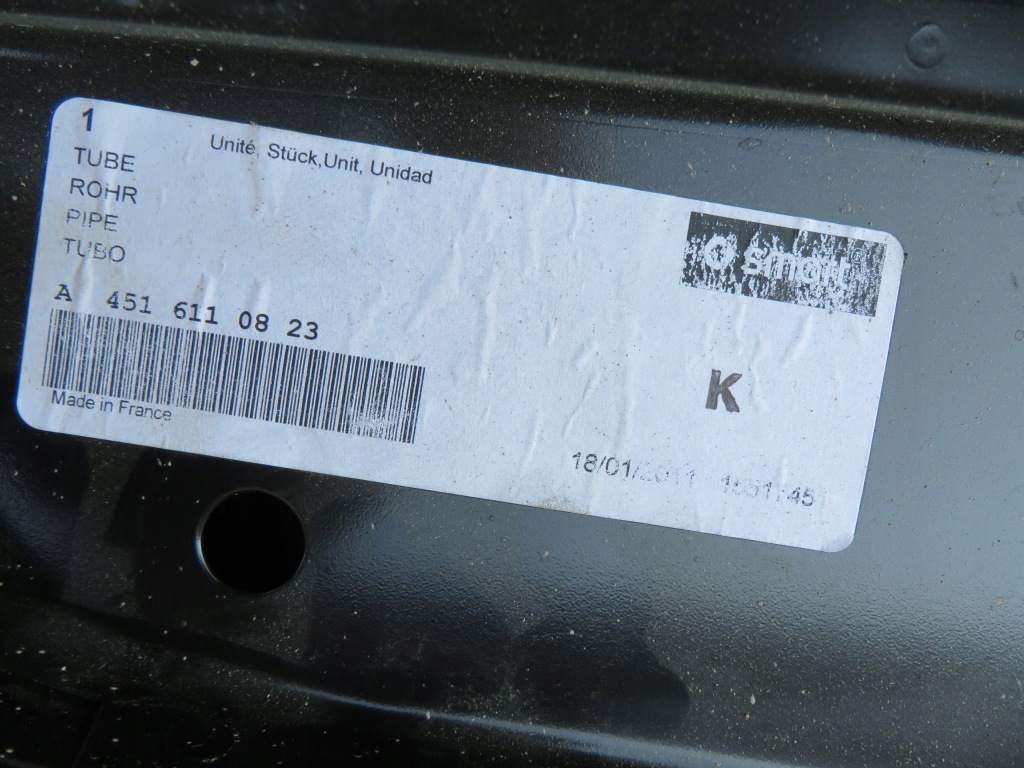 1
Unité, Stück,Unit, Unidad
TUBE
ROHR
PIPE
TUBO
smart
A 451 611 08 23
K
Made in France
18/01/2011